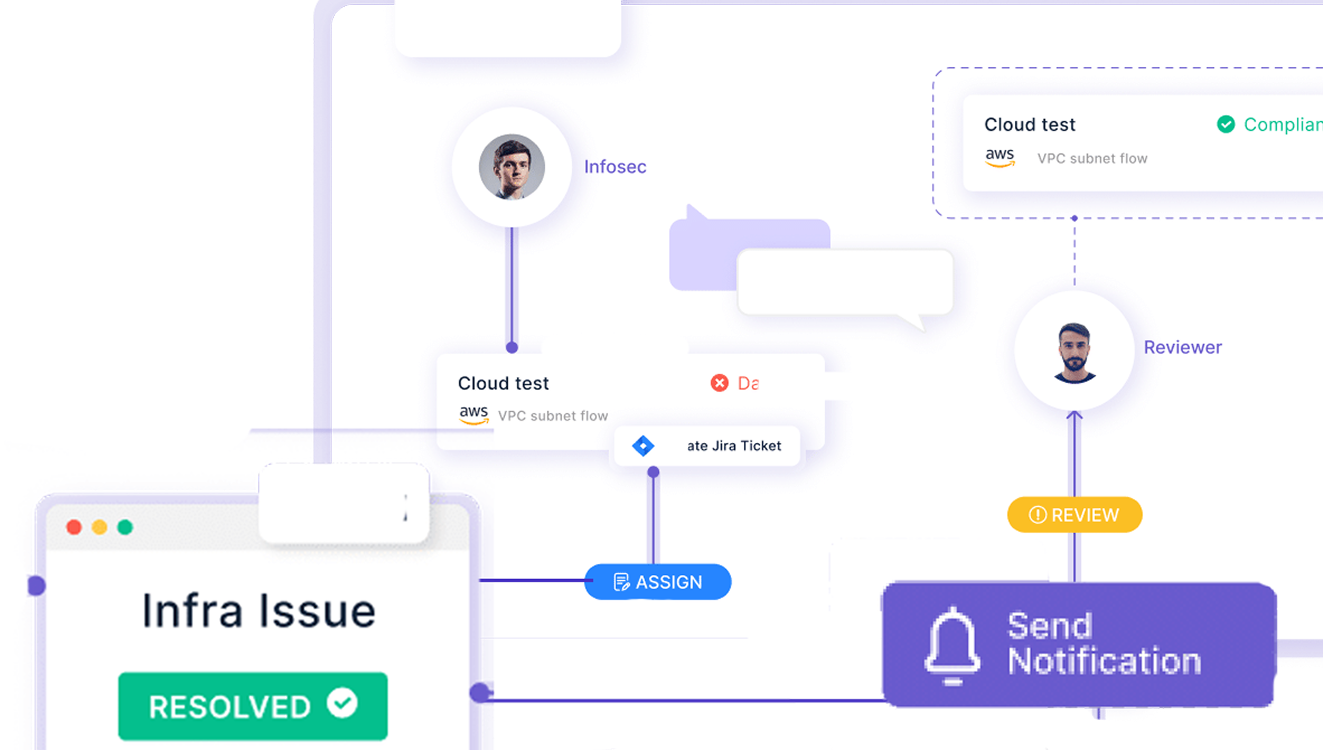 Cloud test
Complian
aws
VPC subnet flow
Infosec
Reviewer
Cloud test
Da
aws
VPC subnet flow
ate Jira Ticket
REVIEW
ASSIGN
Infra Issue
Send
Notification
RESOLVED